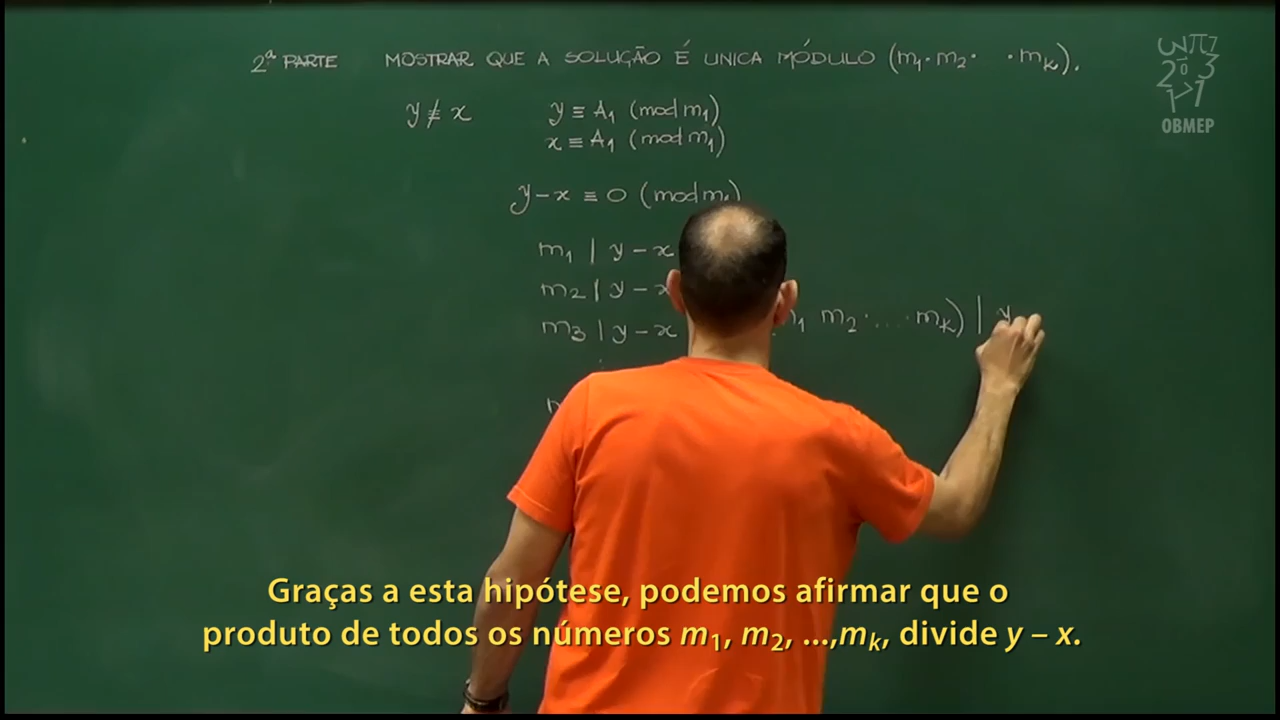 2ª PARTE MOSTRAR QUE A SOLUÇÃO É UNICA MÓDULO (m₁·m₂· ·mₖ).
y ≢ x y ≡ A₁ (mod m₁)
x ≡ A₁ (mod m₁)
y – x ≡ 0 (mod m₁)
m₁ | y – x
m₂ | y – x
m₃ | y – x m₁ m₂ · ... · mₖ) | y
OBMEP
Graças a esta hipótese, podemos afirmar que o
produto de todos os números m₁, m₂, ...,mₖ, divide y – x.